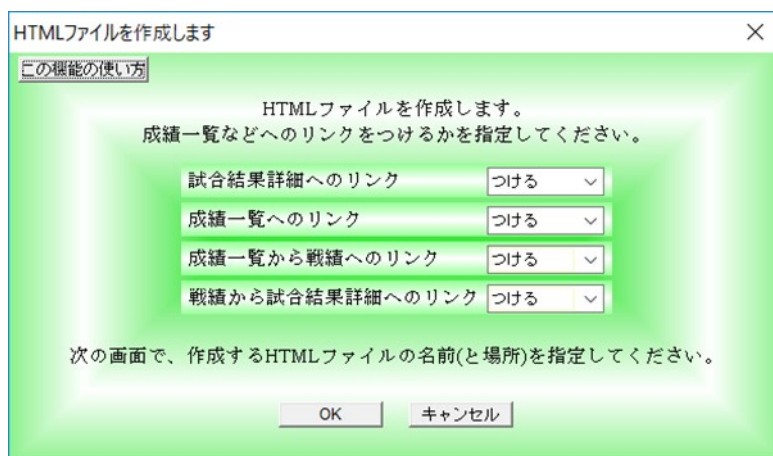 HTMLファイルを作成します
この機能の使い方
HTMLファイルを作成します。
成績一覧などへのリンクをつけるかを指定してください。
試合結果詳細へのリンク つける
成績一覧へのリンク つける
成績一覧から戦績へのリンク つける
戦績から試合結果詳細へのリンク つける
次の画面で、作成するHTMLファイルの名前(と場所)を指定してください。
OK キャンセル